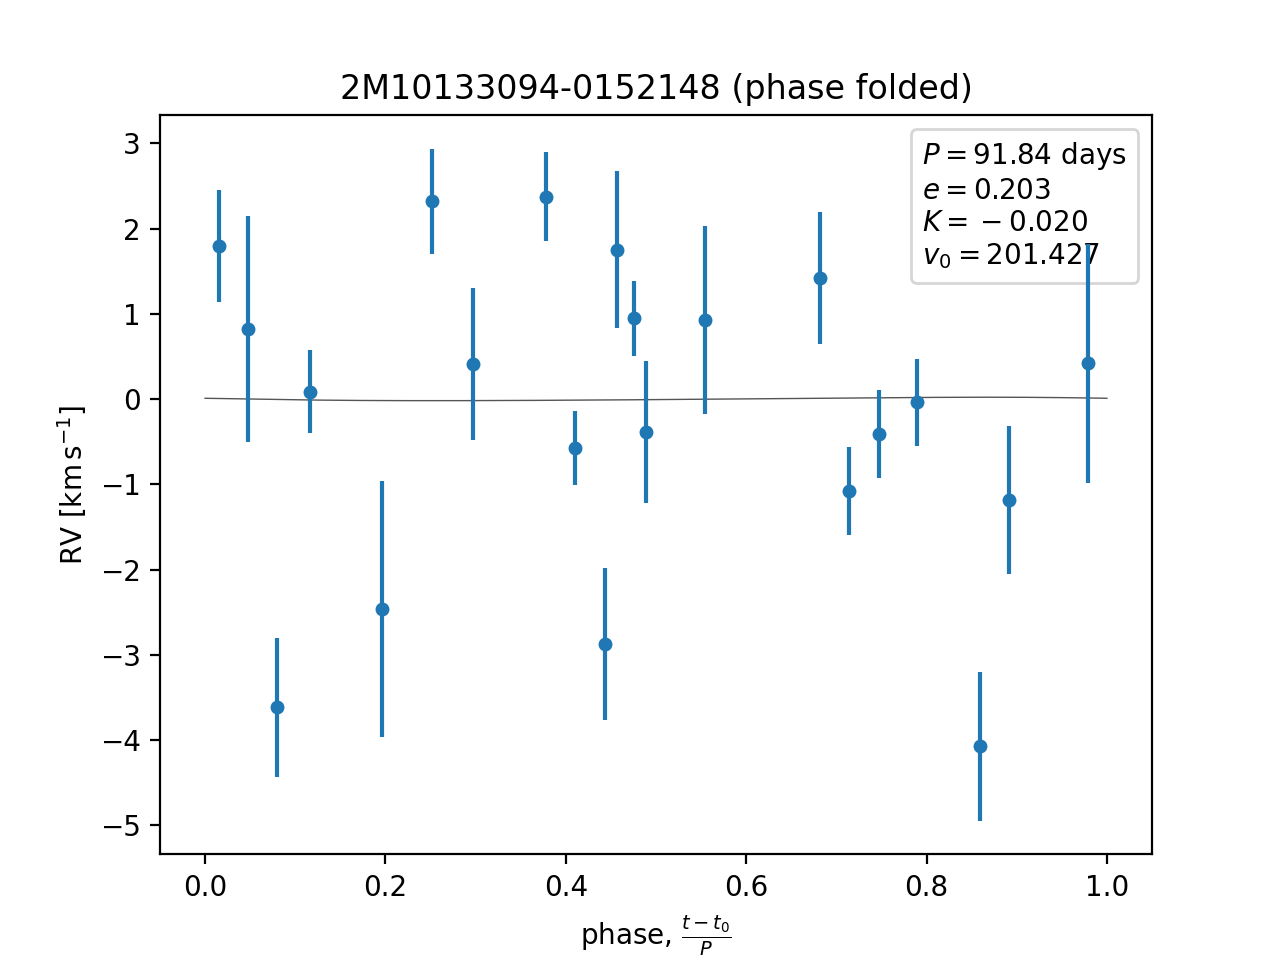 2M10133094-0152148 (phase folded)
P = 91.84 days
e = 0.203
K = −0.020
v₀ = 201.427
RV [km s⁻¹]
3
2
1
0
−1
−2
−3
−4
−5
0.0 0.2 0.4 0.6 0.8 1.0
phase, (t − t₀)/P